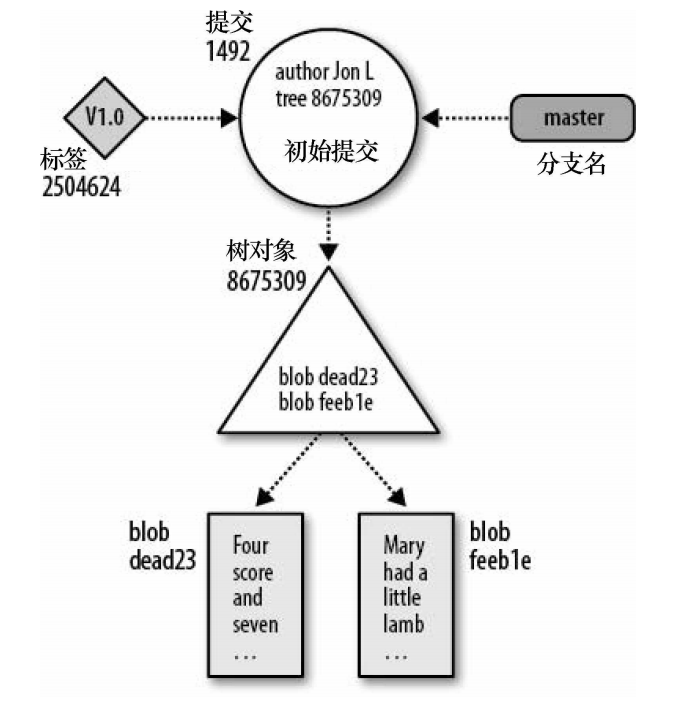 提交
1492
author Jon L
tree 8675309
初始提交
V1.0
标签
2504624
master
分支名
树对象
8675309
blob dead23
blob feeb1e
blob
dead23
Four
score
and
seven
...
Mary
had a
little
lamb
...
blob
feeb1e